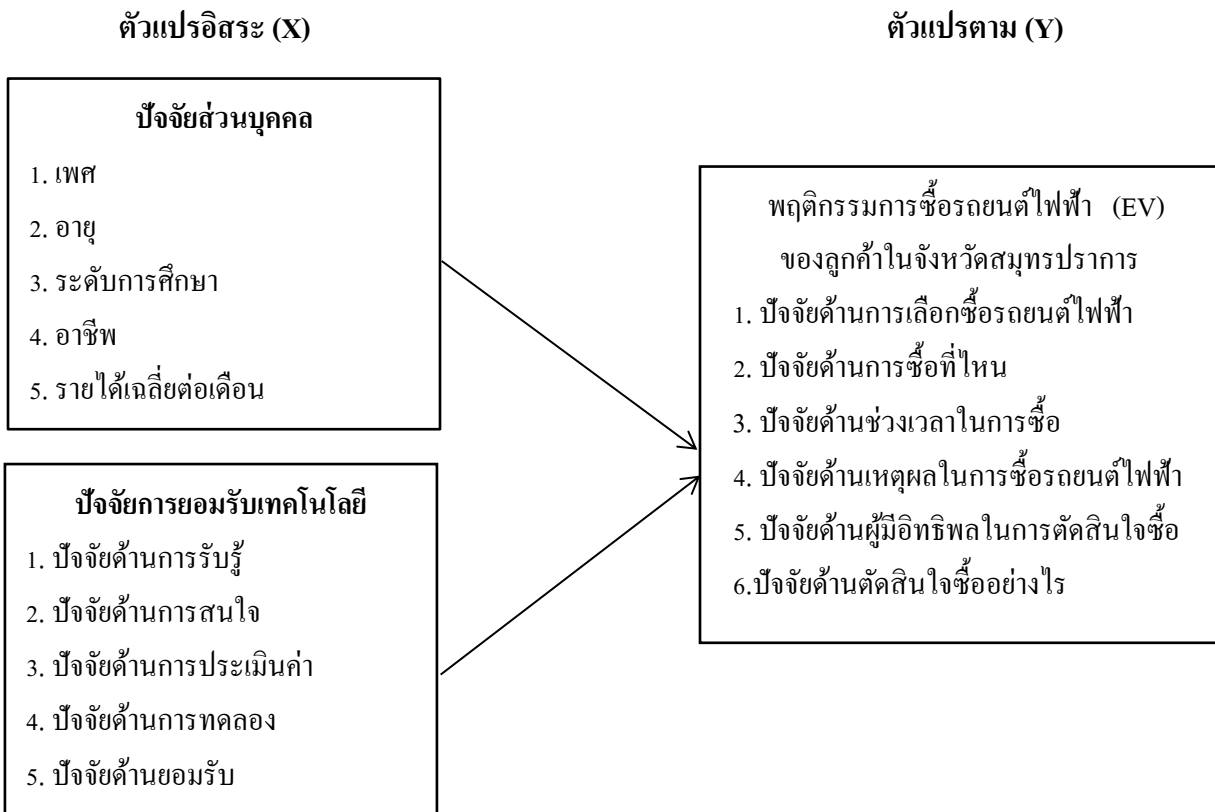 ตัวแปรอิสระ (X)
ตัวแปรตาม (Y)
ปัจจัยส่วนบุคคล
1. เพศ
2. อายุ
3. ระดับการศึกษา
4. อาชีพ
5. รายได้เฉลี่ยต่อเดือน
ปัจจัยการยอมรับเทคโนโลยี
1. ปัจจัยด้านการรับรู้
2. ปัจจัยด้านการสนใจ
3. ปัจจัยด้านการประเมินค่า
4. ปัจจัยด้านการทดลอง
5. ปัจจัยด้านยอมรับ
พฤติกรรมการซื้อรถยนต์ไฟฟ้า (EV)
ของลูกค้าในจังหวัดสมุทรปราการ
1. ปัจจัยด้านการเลือกซื้อรถยนต์ไฟฟ้า
2. ปัจจัยด้านการซื้อที่ไหน
3. ปัจจัยด้านช่วงเวลาในการซื้อ
4. ปัจจัยด้านเหตุผลในการซื้อรถยนต์ไฟฟ้า
5. ปัจจัยด้านผู้มีอิทธิพลในการตัดสินใจซื้อ
6.ปัจจัยด้านตัดสินใจซื้ออย่างไร